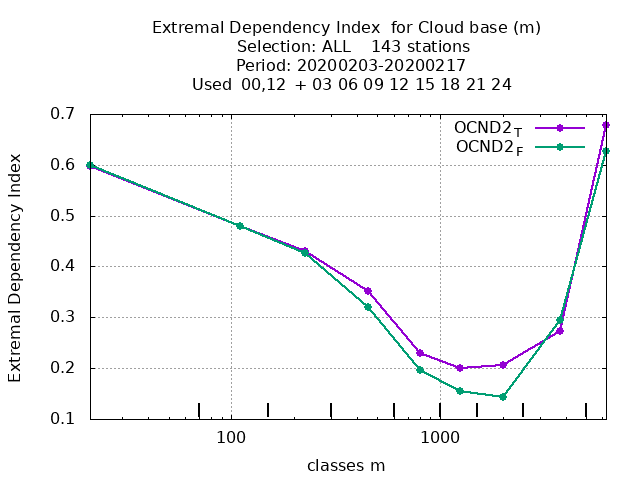 Extremal Dependency Index  for Cloud base (m)
Selection: ALL    143 stations
Period: 20200203-20200217
Used  00,12  + 03 06 09 12 15 18 21 24
OCND2T
OCND2F
Extremal Dependency Index
0.7
0.6
0.5
0.4
0.3
0.2
0.1
100 1000
classes m